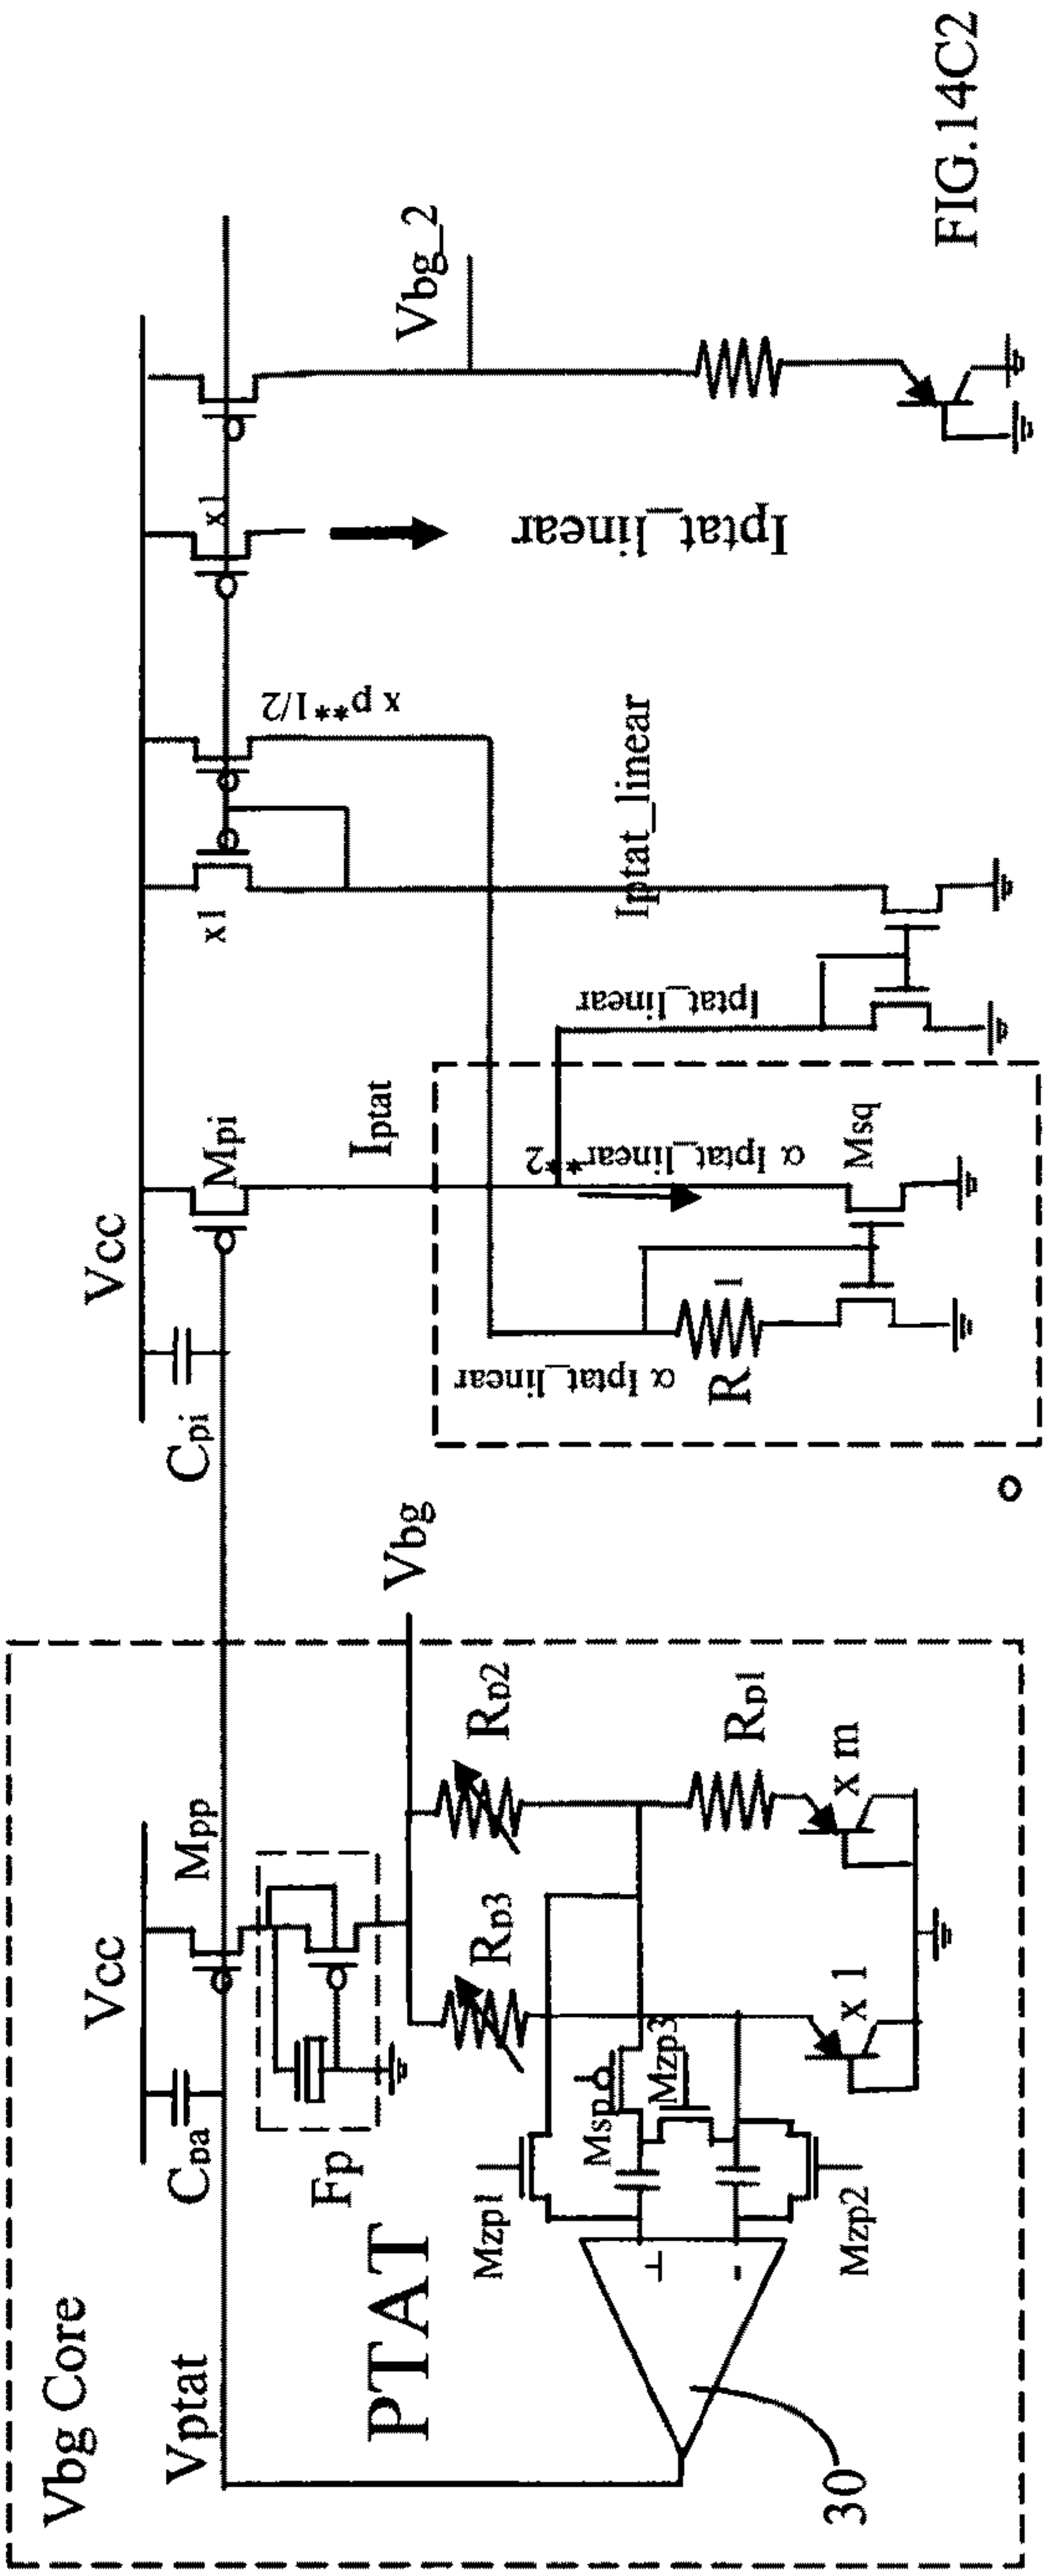 Vbg Core
Vptat
Cpa
Vcc
Mpp
Fp
PTAT
Vbg
Rp3
Rp2
Rp1
Mzp1
Msp
Mzp3
Mzp2
T
-
30
x 1
x m
Cpi
Vcc
Mpi
Iptat
α Iptat_linear
R
1
α Iptat_linear**2
Msq
Iptat_linear
x1
x p**1/2
Iptat_linear
x1
Iptat_linear
Vbg_2
FIG.14C2